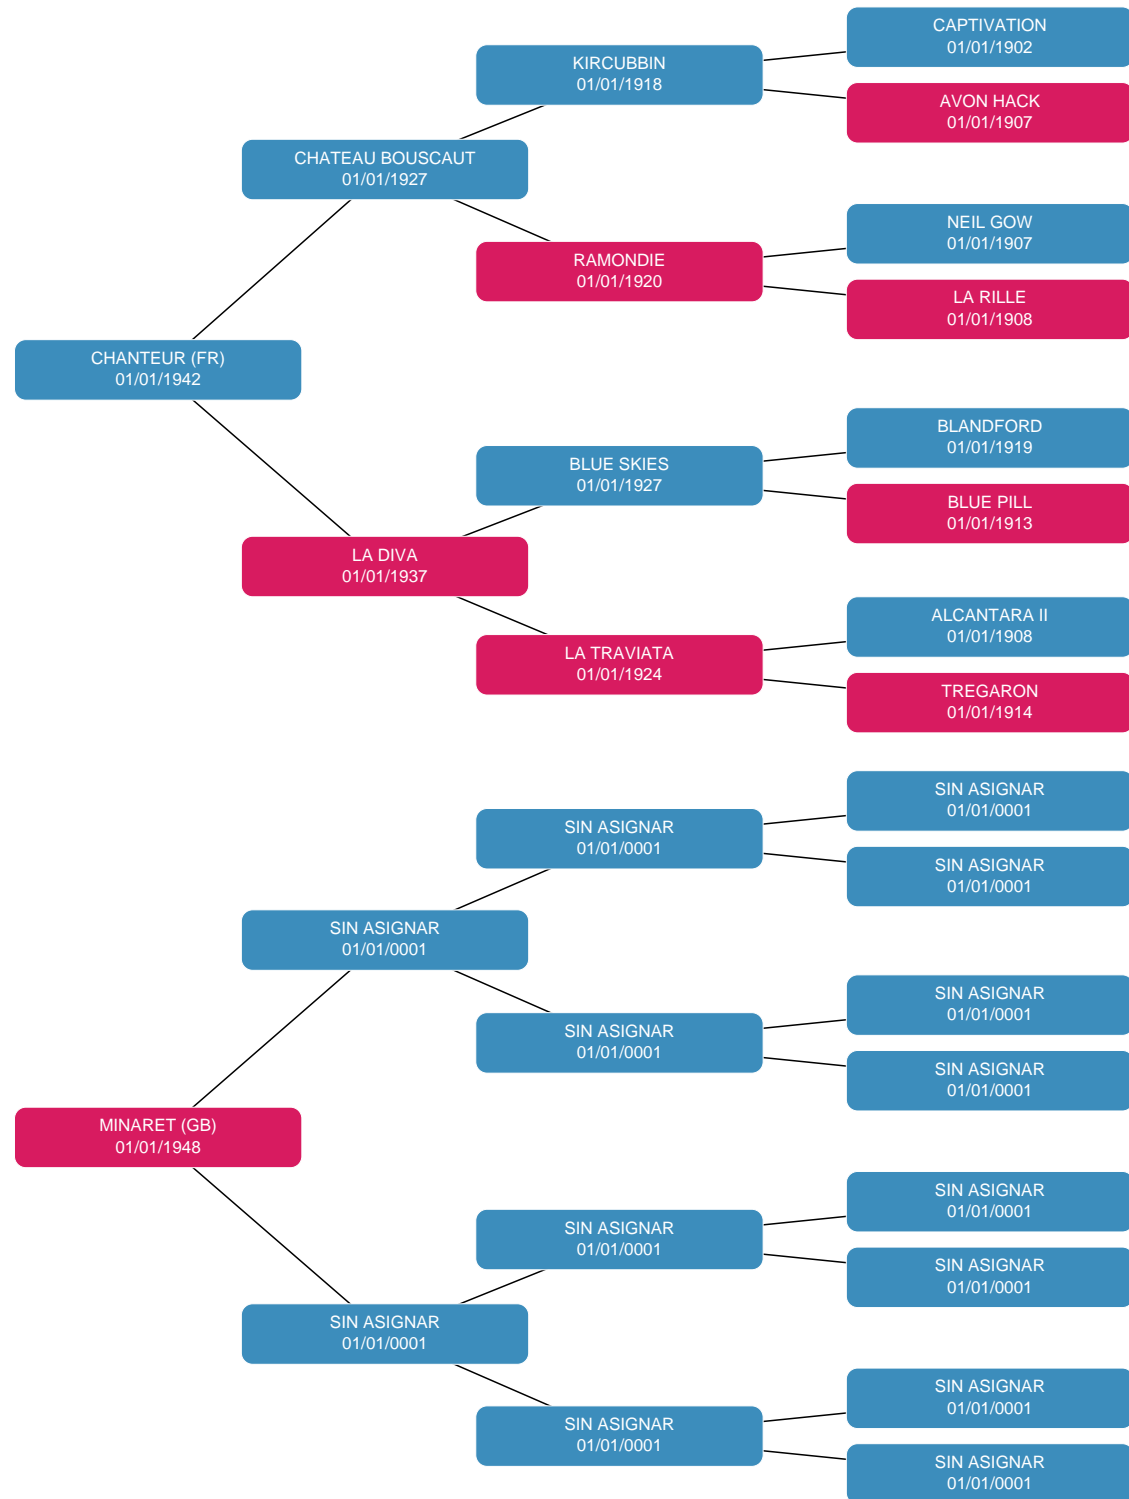 CAPTIVATION
01/01/1902
KIRCUBBIN
01/01/1918
AVON HACK
01/01/1907
CHATEAU BOUSCAUT
01/01/1927
NEIL GOW
01/01/1907
RAMONDIE
01/01/1920
LA RILLE
01/01/1908
CHANTEUR (FR)
01/01/1942
BLANDFORD
01/01/1919
BLUE SKIES
01/01/1927
BLUE PILL
01/01/1913
LA DIVA
01/01/1937
ALCANTARA II
01/01/1908
LA TRAVIATA
01/01/1924
TREGARON
01/01/1914
SIN ASIGNAR
01/01/0001
SIN ASIGNAR
01/01/0001
SIN ASIGNAR
01/01/0001
SIN ASIGNAR
01/01/0001
SIN ASIGNAR
01/01/0001
SIN ASIGNAR
01/01/0001
SIN ASIGNAR
01/01/0001
MINARET (GB)
01/01/1948
SIN ASIGNAR
01/01/0001
SIN ASIGNAR
01/01/0001
SIN ASIGNAR
01/01/0001
SIN ASIGNAR
01/01/0001
SIN ASIGNAR
01/01/0001
SIN ASIGNAR
01/01/0001
SIN ASIGNAR
01/01/0001